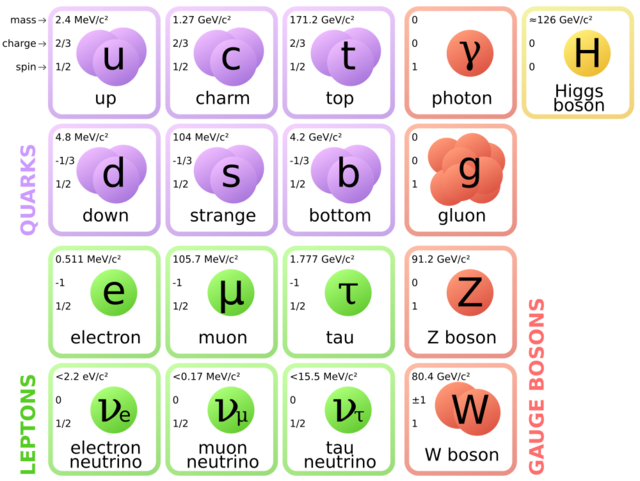 mass→
charge→
spin→
2.4 MeV/c²
2/3
1/2
u
up
1.27 GeV/c²
2/3
1/2
c
charm
171.2 GeV/c²
2/3
1/2
t
top
0
0
1
γ
photon
≈126 GeV/c²
0
0
H
Higgs
boson
QUARKS
4.8 MeV/c²
-1/3
1/2
d
down
104 MeV/c²
-1/3
1/2
s
strange
4.2 GeV/c²
-1/3
1/2
b
bottom
0
0
1
g
gluon
0.511 MeV/c²
-1
1/2
e
electron
105.7 MeV/c²
-1
1/2
μ
muon
1.777 GeV/c²
-1
1/2
τ
tau
91.2 GeV/c²
0
1
Z
Z boson
LEPTONS
<2.2 eV/c²
0
1/2
νe
electron
neutrino
<0.17 MeV/c²
0
1/2
νμ
muon
neutrino
<15.5 MeV/c²
0
1/2
ντ
tau
neutrino
80.4 GeV/c²
±1
1
W
W boson
GAUGE BOSONS